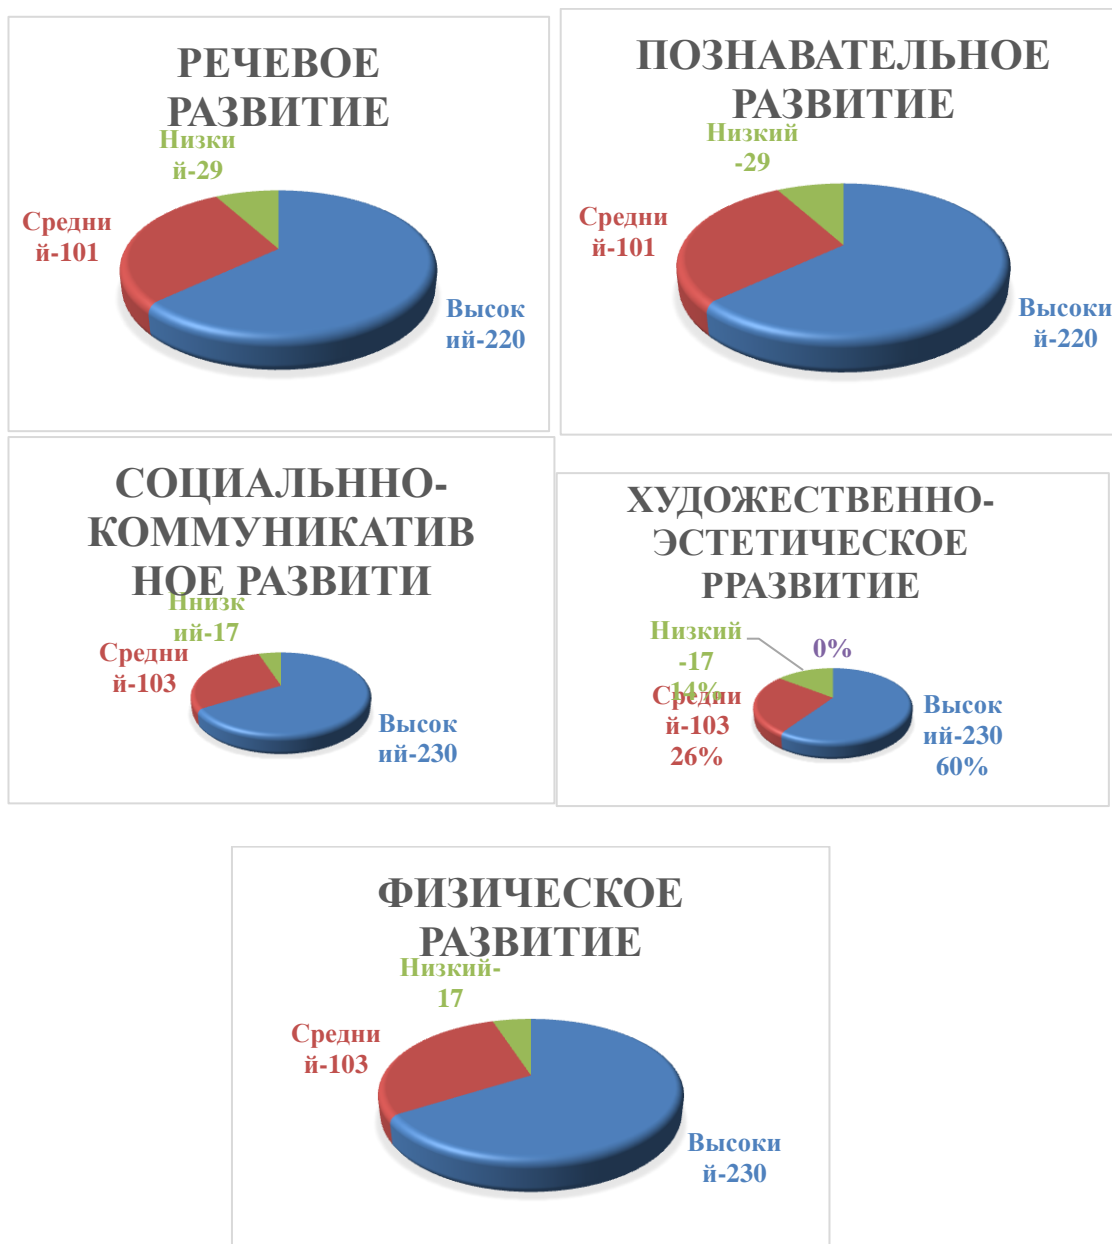 РЕЧЕВОЕ
РАЗВИТИЕ
Низки
й-29
Средни
й-101
Высок
ий-220
ПОЗНАВАТЕЛЬНОЕ
РАЗВИТИЕ
Низкий
-29
Средни
й-101
Высоки
й-220
СОЦИАЛЬННО-
КОММУНИКАТИВ
НОЕ РАЗВИТИ
Ннизк
ий-17
Средни
й-103
Высок
ий-230
ХУДОЖЕСТВЕННО-
ЭСТЕТИЧЕСКОЕ
РРАЗВИТИЕ
Низкий
-17
14%
0%
Средни
й-103
26%
Высок
ий-230
60%
ФИЗИЧЕСКОЕ
РАЗВИТИЕ
Низкий-
17
Средни
й-103
Высоки
й-230